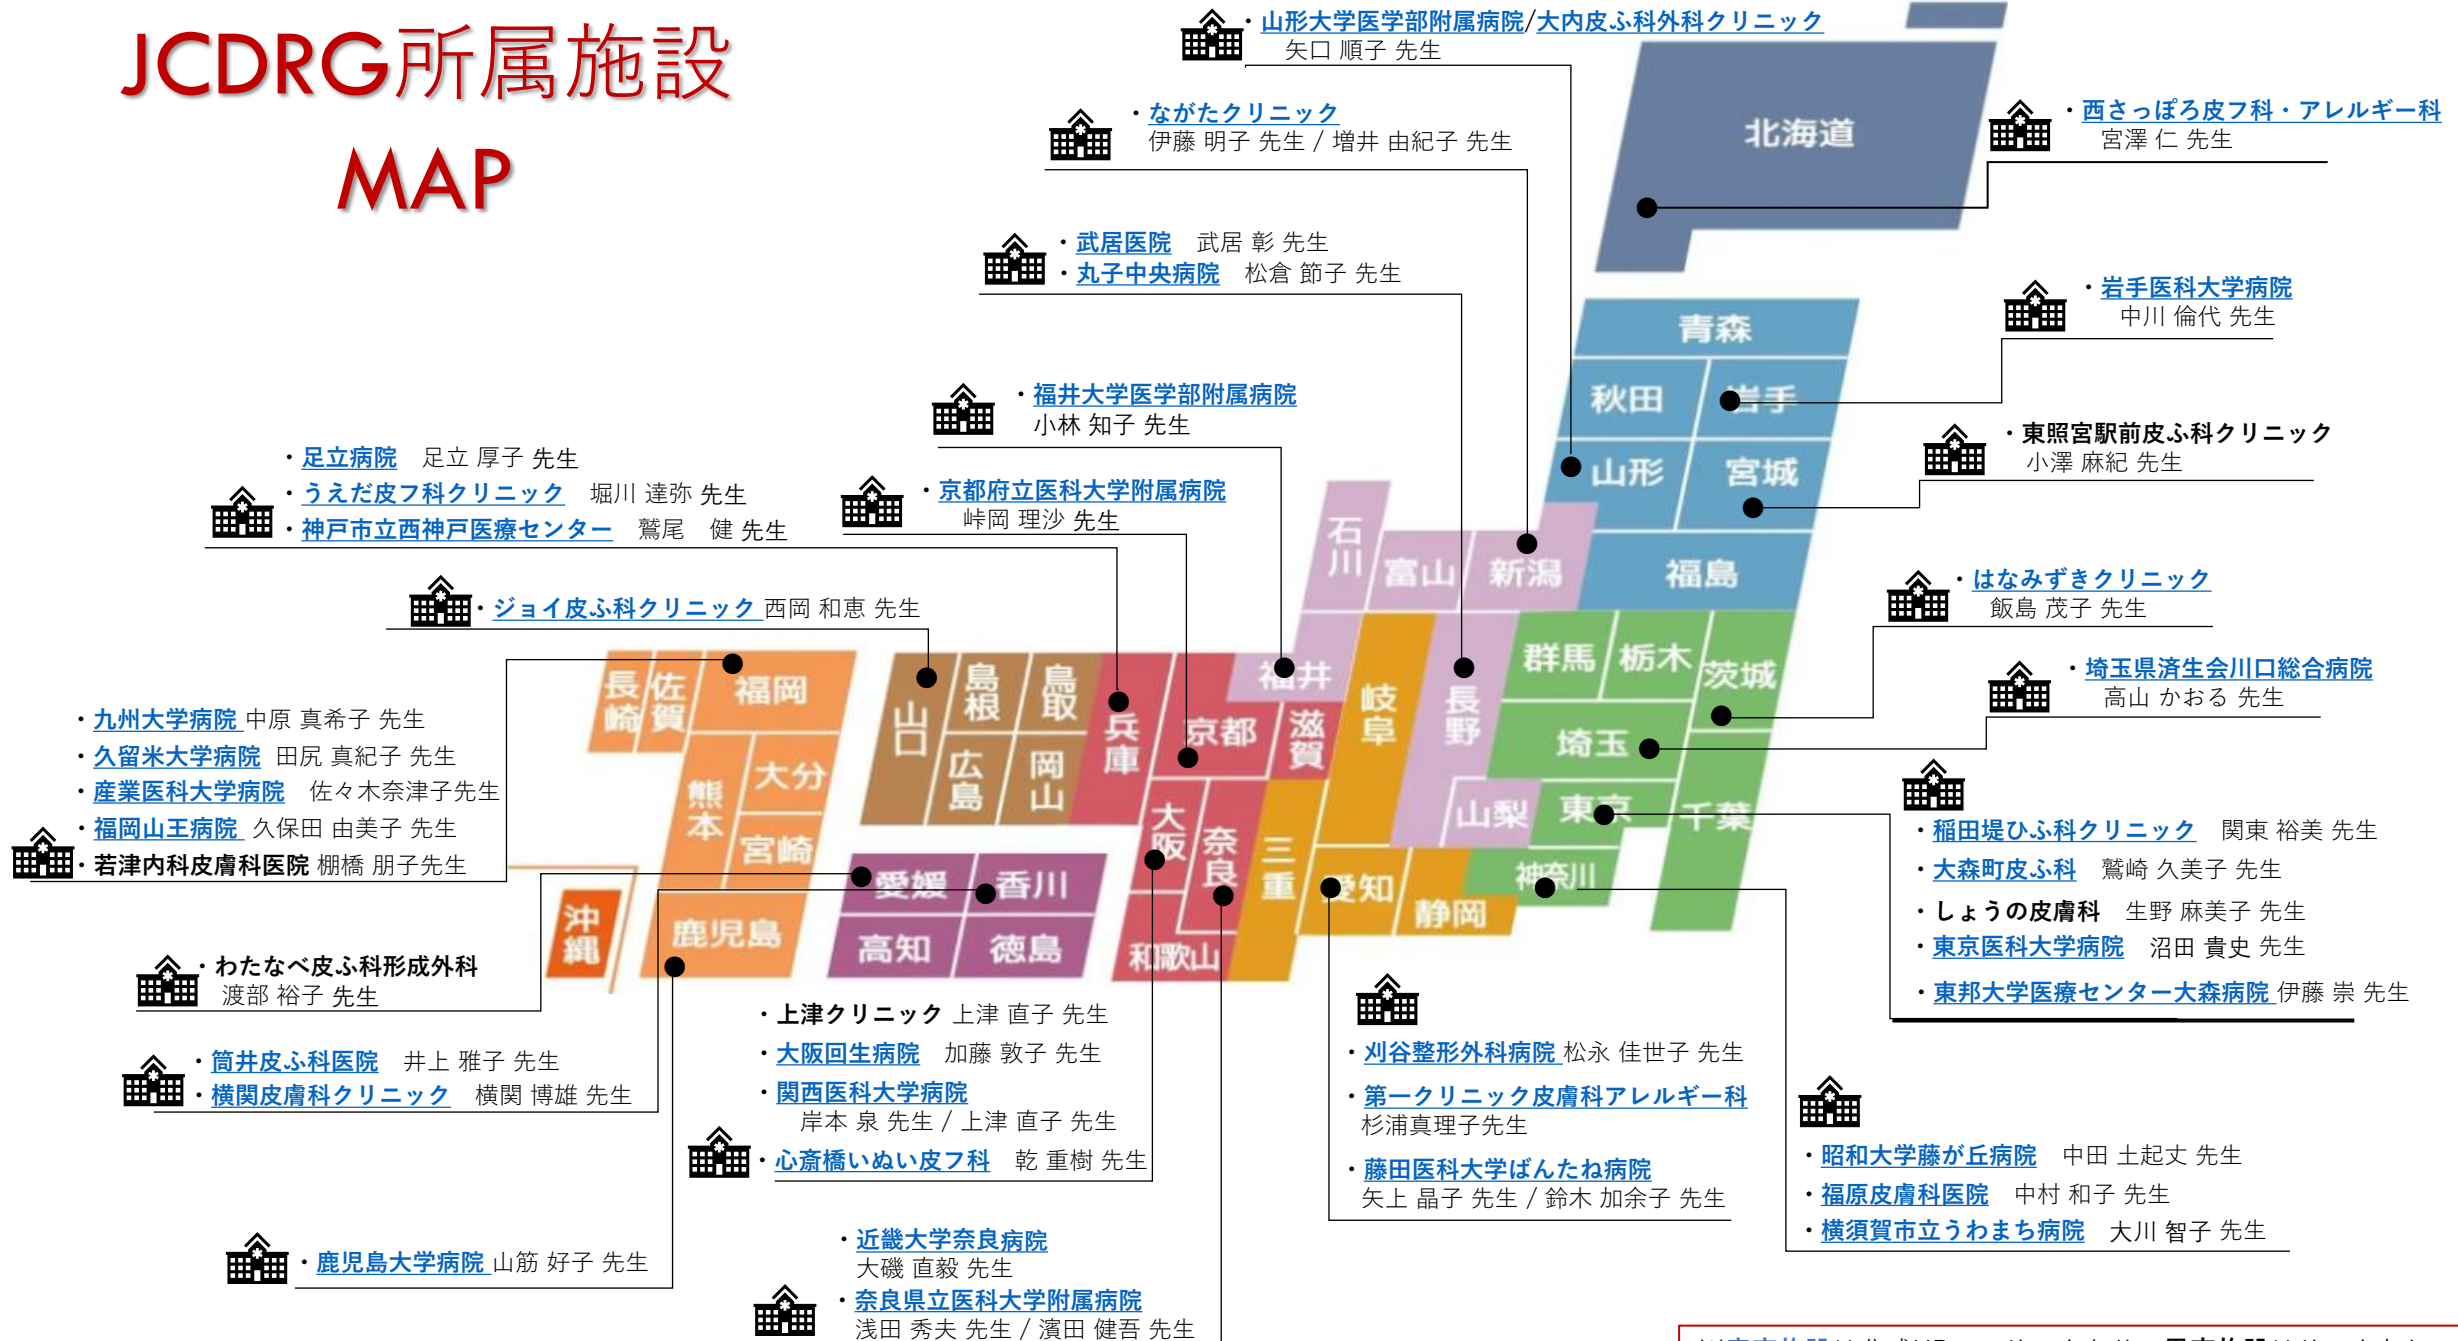 JCDRG所属施設
MAP
・山形大学医学部附属病院/大内皮ふ科外科クリニック
矢口 順子 先生
・ながたクリニック
伊藤 明子 先生 / 増井 由紀子 先生
・西さっぽろ皮フ科・アレルギー科
宮澤 仁 先生
・武居医院 武居 彰 先生
・丸子中央病院 松倉 節子 先生
・岩手医科大学病院
中川 倫代 先生
・福井大学医学部附属病院
小林 知子 先生
・東照宮駅前皮ふ科クリニック
小澤 麻紀 先生
・足立病院 足立 厚子 先生
・うえだ皮フ科クリニック 堀川 達弥 先生
・神戸市立西神戸医療センター 鷲尾 健 先生
・京都府立医科大学附属病院
峠岡 理沙 先生
・ジョイ皮ふ科クリニック 西岡 和恵 先生
・はなみずきクリニック
飯島 茂子 先生
・埼玉県済生会川口総合病院
高山 かおる 先生
・九州大学病院 中原 真希子 先生
・久留米大学病院 田尻 真紀子 先生
・産業医科大学病院 佐々木奈津子先生
・福岡山王病院 久保田 由美子 先生
・若津内科皮膚科医院 棚橋 朋子先生
・稲田堤ひふ科クリニック 関東 裕美 先生
・大森町皮ふ科 鷲崎 久美子 先生
・しょうの皮膚科 生野 麻美子 先生
・東京医科大学病院 沼田 貴史 先生
・東邦大学医療センター大森病院 伊藤 崇 先生
・わたなべ皮ふ科形成外科
渡部 裕子 先生
・筒井皮ふ科医院 井上 雅子 先生
・横関皮膚科クリニック 横関 博雄 先生
・上津クリニック 上津 直子 先生
・大阪回生病院 加藤 敦子 先生
・関西医科大学病院
岸本 泉 先生 / 上津 直子 先生
・心斎橋いぬい皮フ科 乾 重樹 先生
・刈谷整形外科病院 松永 佳世子 先生
・第一クリニック皮膚科アレルギー科
杉浦真理子先生
・藤田医科大学ばんたね病院
矢上 晶子 先生 / 鈴木 加余子 先生
・昭和大学藤が丘病院 中田 土起丈 先生
・福原皮膚科医院 中村 和子 先生
・横須賀市立うわまち病院 大川 智子 先生
・鹿児島大学病院 山筋 好子 先生
・近畿大学奈良病院
大磯 直毅 先生
・奈良県立医科大学附属病院
浅田 秀夫 先生 / 濱田 健吾 先生
北海道
青森
秋田
岩手
山形
宮城
福島
石川
富山
新潟
福井
長野
山梨
群馬
栃木
茨城
埼玉
東京
千葉
神奈川
岐阜
愛知
静岡
三重
滋賀
京都
兵庫
大阪
奈良
和歌山
鳥取
島根
岡山
広島
山口
愛媛
香川
高知
徳島
福岡
佐賀
長崎
大分
熊本
宮崎
鹿児島
沖縄